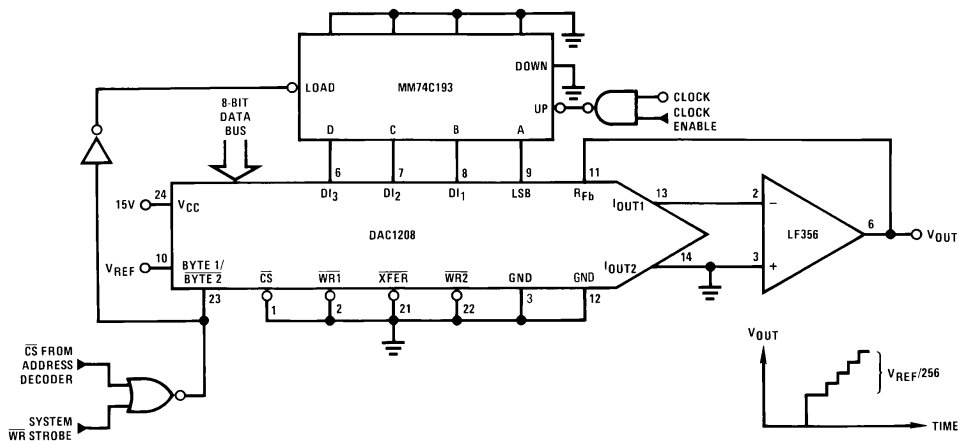 LOAD
MM74C193
DOWN
UP
D
C
B
A
CLOCK
CLOCK
ENABLE
8-BIT
DATA
BUS
6
7
8
9
11
DI3
DI2
DI1
LSB
RFb
24
15V
VCC
IOUT1
13
2
−
LF356
6
VOUT
DAC1208
10
VREF
BYTE 1/
BYTE 2
23
IOUT2
14
3
+
CS
WR1
XFER
WR2
GND
GND
1
2
21
22
3
12
CS FROM
ADDRESS
DECODER
SYSTEM
WR STROBE
VOUT
VREF/256
TIME